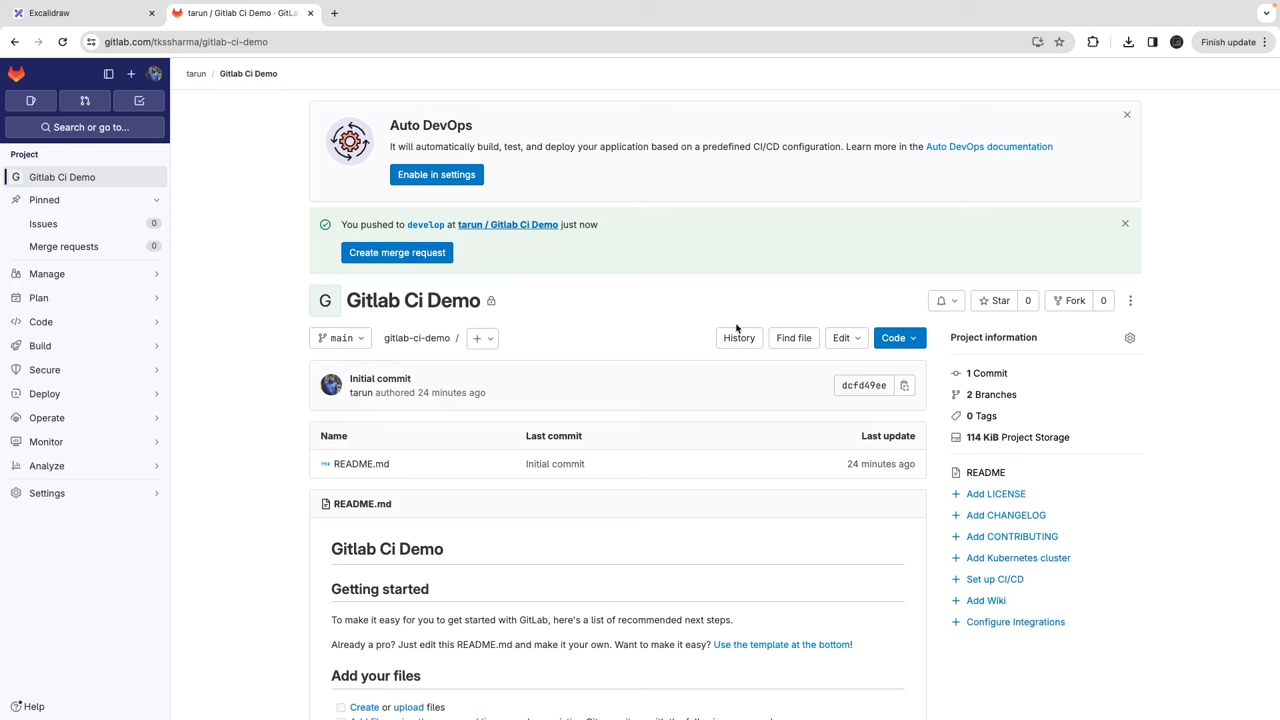 Excalidraw
tarun / Gitlab Ci Demo · GitLa
Finish update
gitlab.com/tkssharma/gitlab-ci-demo
tarun / Gitlab Ci Demo
Search or go to...
Project
G Gitlab Ci Demo
Pinned
Issues 0
Merge requests 0
Manage
Plan
Code
Build
Secure
Deploy
Operate
Monitor
Analyze
Settings
Help
Auto DevOps
It will automatically build, test, and deploy your application based on a predefined CI/CD configuration. Learn more in the Auto DevOps documentation
Enable in settings
You pushed to develop at tarun / Gitlab Ci Demo just now
Create merge request
G Gitlab Ci Demo
Star 0 Fork 0
main gitlab-ci-demo / + History Find file Edit Code
Initial commit
tarun authored 24 minutes ago
dcfd49ee
Name Last commit Last update
README.md Initial commit 24 minutes ago
README.md
Gitlab Ci Demo
Getting started
To make it easy for you to get started with GitLab, here's a list of recommended next steps.
Already a pro? Just edit this README.md and make it your own. Want to make it easy? Use the template at the bottom!
Add your files
Create or upload files
Project information
1 Commit
2 Branches
0 Tags
114 KiB Project Storage
README
+ Add LICENSE
+ Add CHANGELOG
+ Add CONTRIBUTING
+ Add Kubernetes cluster
+ Set up CI/CD
+ Add Wiki
+ Configure Integrations